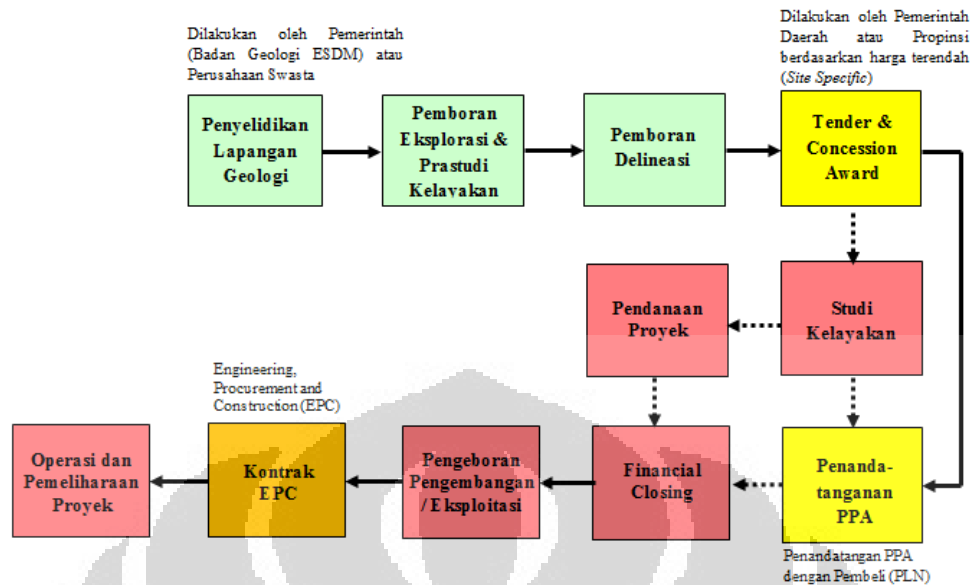 Dilakukan oleh Pemerintah
(Badan Geologi ESDM) atau
Perusahaan Swasta
Dilakukan oleh Pemerintah
Daerah atau Propinsi
berdasarkan harga terendah
(Site Specific)
Penyelidikan
Lapangan
Geologi
Pemboran
Eksplorasi &
Prastudi
Kelayakan
Pemboran
Delineasi
Tender &
Concession
Award
Pendanaan
Proyek
Studi
Kelayakan
Engineering,
Procurement and
Construction (EPC)
Operasi dan
Pemeliharaan
Proyek
Kontrak
EPC
Pengeboran
Pengembangan
/ Eksploitasi
Financial
Closing
Penanda-
tanganan
PPA
Penandatangan PPA
dengan Pembeli (PLN)